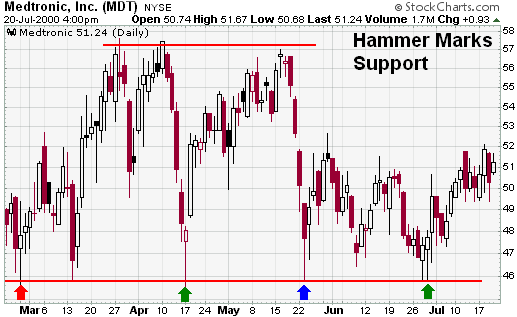 Medtronic, Inc. (MDT) NYSE © StockCharts.com
20-Jul-2000 4:00pm Open 50.74 High 51.67 Low 50.68 Last 51.24 Volume 1.7M Chg +0.93
Medtronic 51.24 (Daily)
Hammer Marks
Support
58
57
56
55
54
53
52
51
50
49
48
47
46
45
Mar 6 13 20 27 Apr 10 17 24 May 8 15 22 Jun 5 12 19 26 Jul 10 17